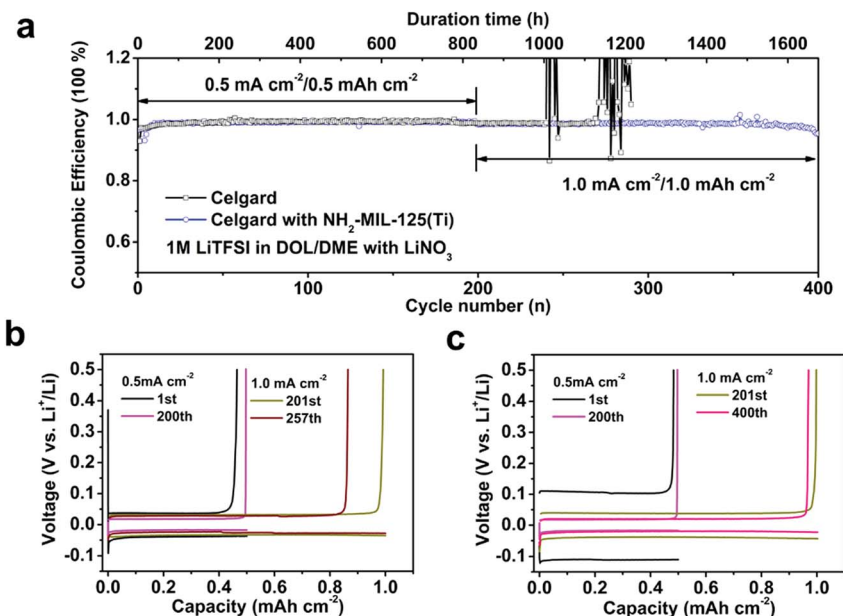 a
Duration time (h)
0 200 400 600 800 1000 1200 1400 1600
Coulombic Efficiency (100 %)
1.2
1.0
0.8
0.6
0.5 mA cm⁻²/0.5 mAh cm⁻²
1.0 mA cm⁻²/1.0 mAh cm⁻²
Celgard
Celgard with NH₂-MIL-125(Ti)
1M LiTFSI in DOL/DME with LiNO₃
0 100 200 300 400
Cycle number (n)
b
Voltage (V vs. Li⁺/Li)
0.5
0.4
0.3
0.2
0.1
0.0
-0.1
0.5mA cm⁻² 1.0 mA cm⁻²
1st 201st
200th 257th
0.0 0.2 0.4 0.6 0.8 1.0
Capacity (mAh cm⁻²)
c
Voltage (V vs. Li⁺/Li)
0.5
0.4
0.3
0.2
0.1
0.0
-0.1
0.5mA cm⁻² 1.0 mA cm⁻²
1st 201st
200th 400th
0.0 0.2 0.4 0.6 0.8 1.0
Capacity (mAh cm⁻²)